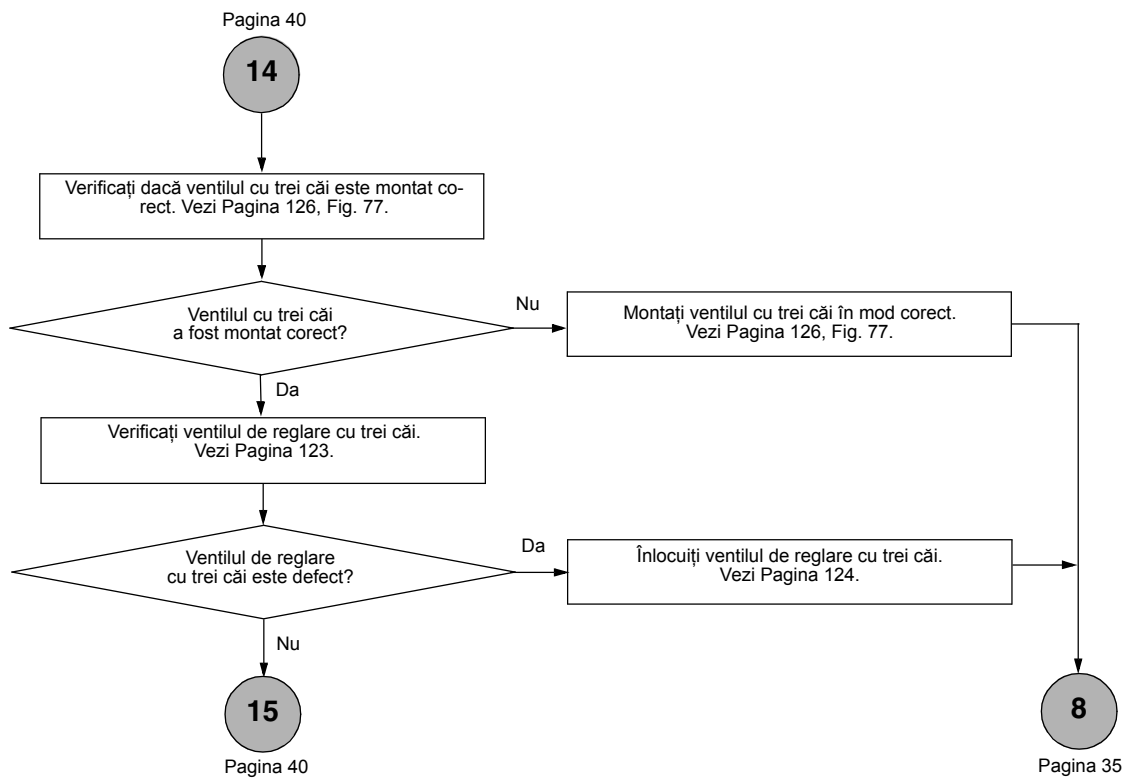 Pagina 40
14
Verificați dacă ventilul cu trei căi este montat co-
rect. Vezi Pagina 126, Fig. 77.
Ventilul cu trei căi
a fost montat corect?
Nu
Montați ventilul cu trei căi în mod corect.
Vezi Pagina 126, Fig. 77.
Da
Verificați ventilul de reglare cu trei căi.
Vezi Pagina 123.
Ventilul de reglare
cu trei căi este defect?
Da
Înlocuiți ventilul de reglare cu trei căi.
Vezi Pagina 124.
Nu
15
Pagina 40
8
Pagina 35